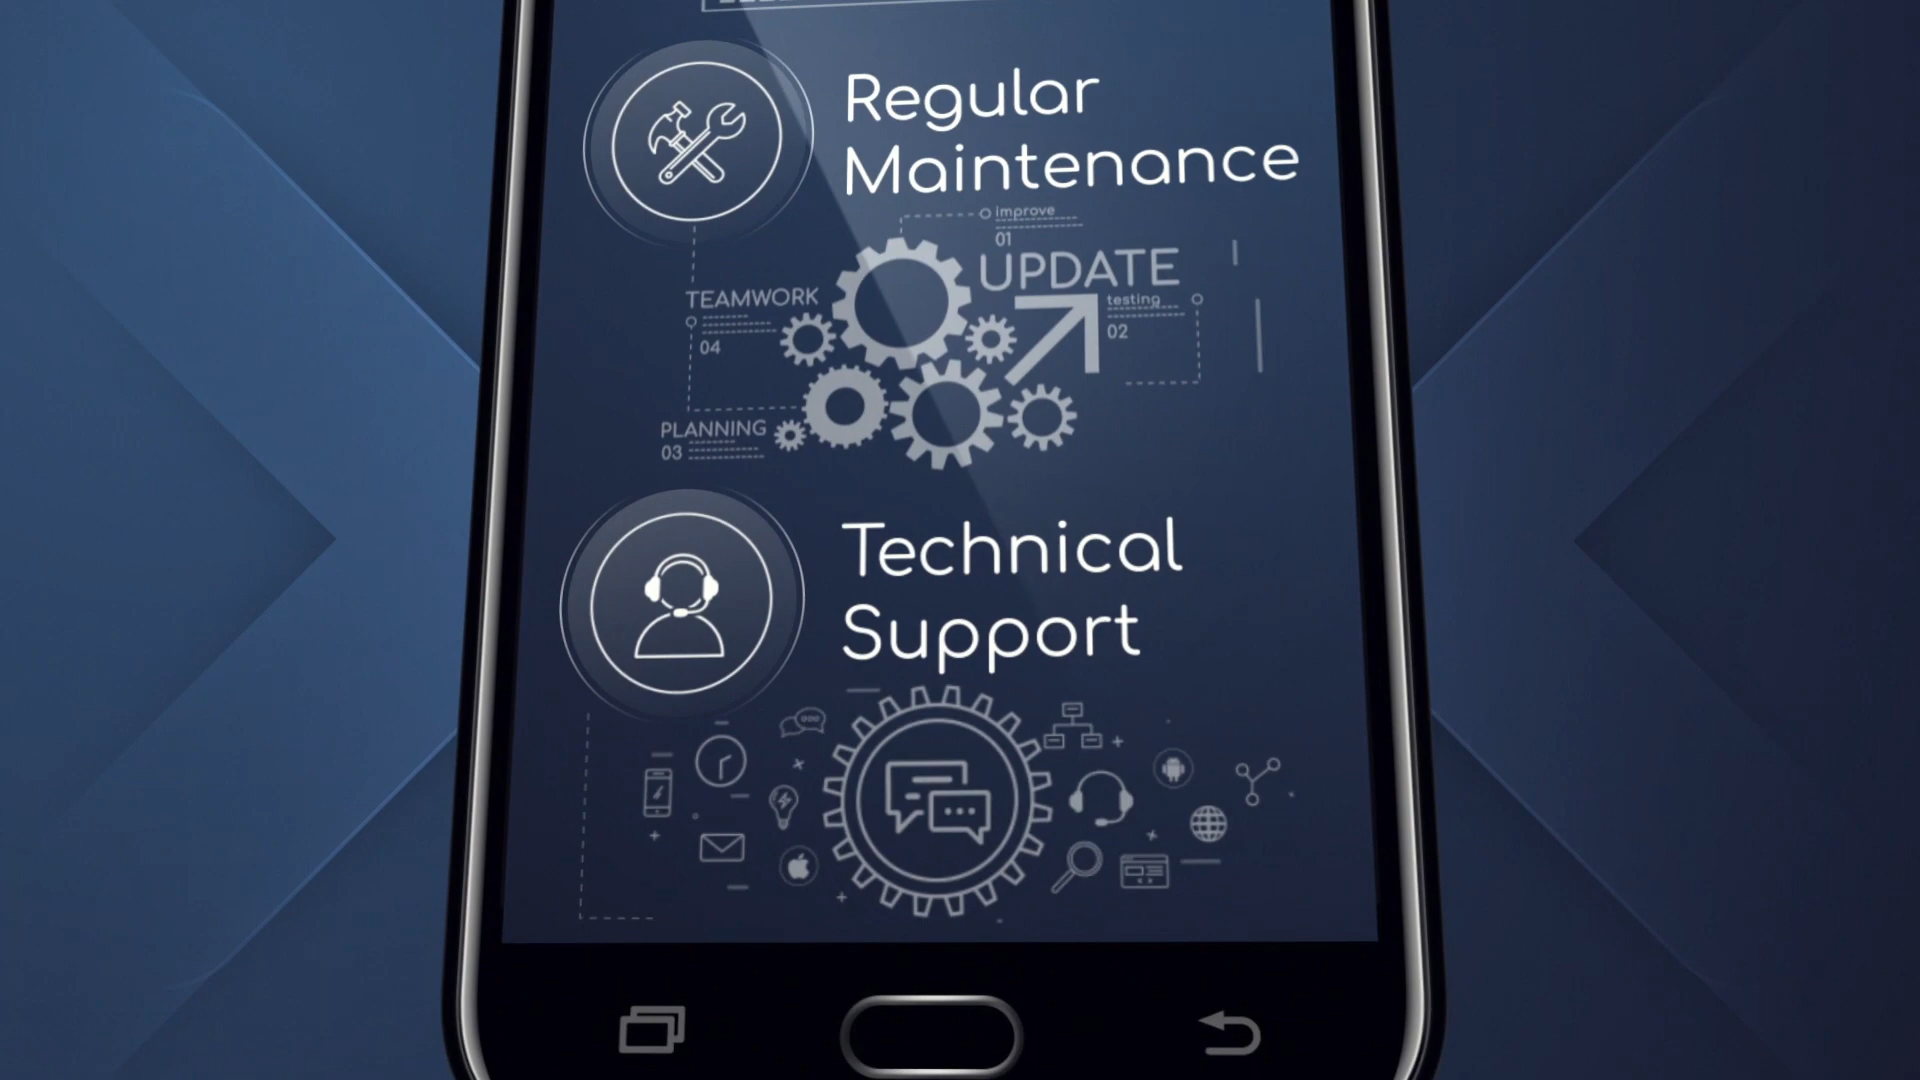 Regular
Maintenance
improve
01
UPDATE
TEAMWORK
testing
04
02
PLANNING
03
Technical
Support